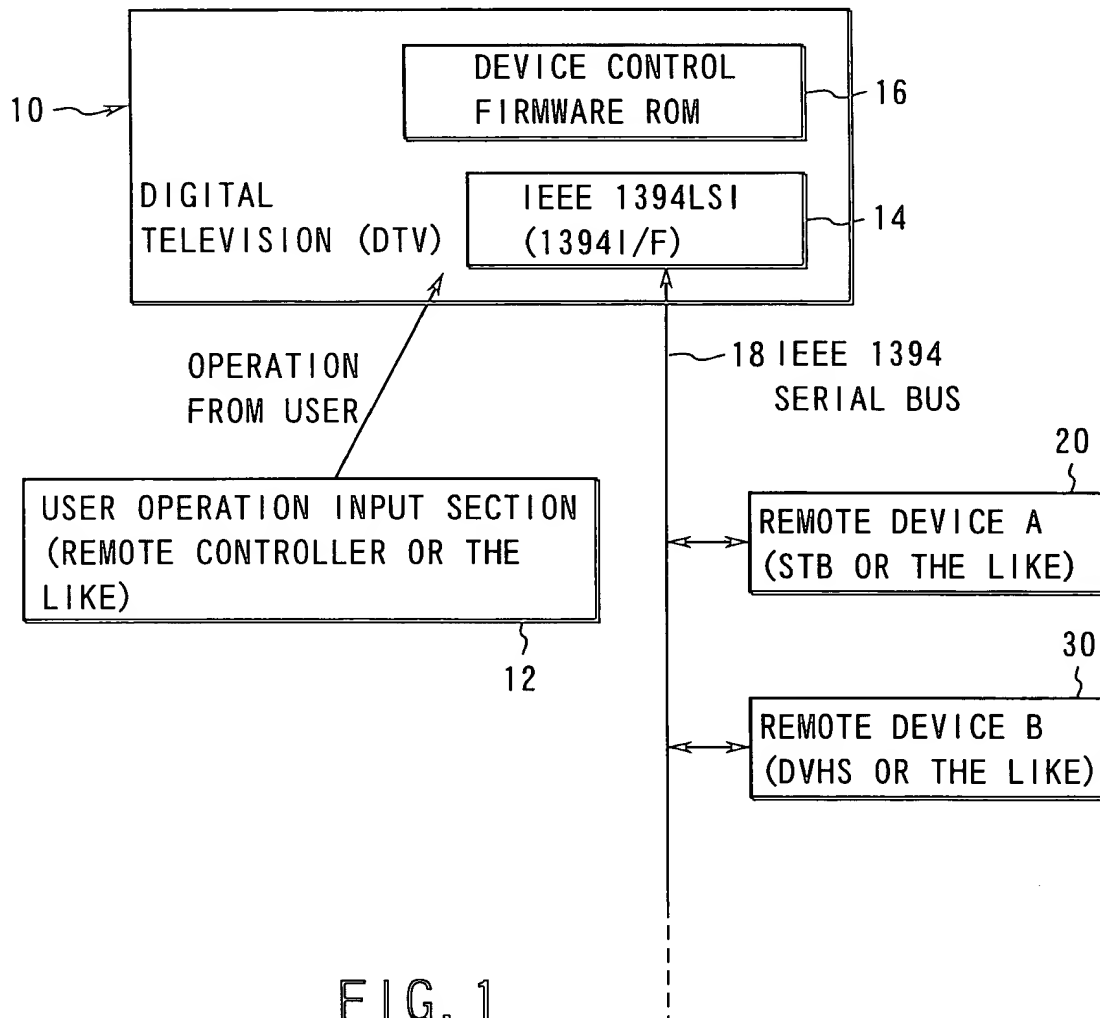 DEVICE CONTROL
FIRMWARE ROM
16
10
DIGITAL
TELEVISION (DTV)
IEEE 1394LSI
(1394I/F)
14
OPERATION
FROM USER
18 IEEE 1394
SERIAL BUS
USER OPERATION INPUT SECTION
(REMOTE CONTROLLER OR THE
LIKE)
12
20
REMOTE DEVICE A
(STB OR THE LIKE)
30
REMOTE DEVICE B
(DVHS OR THE LIKE)
FIG. 1